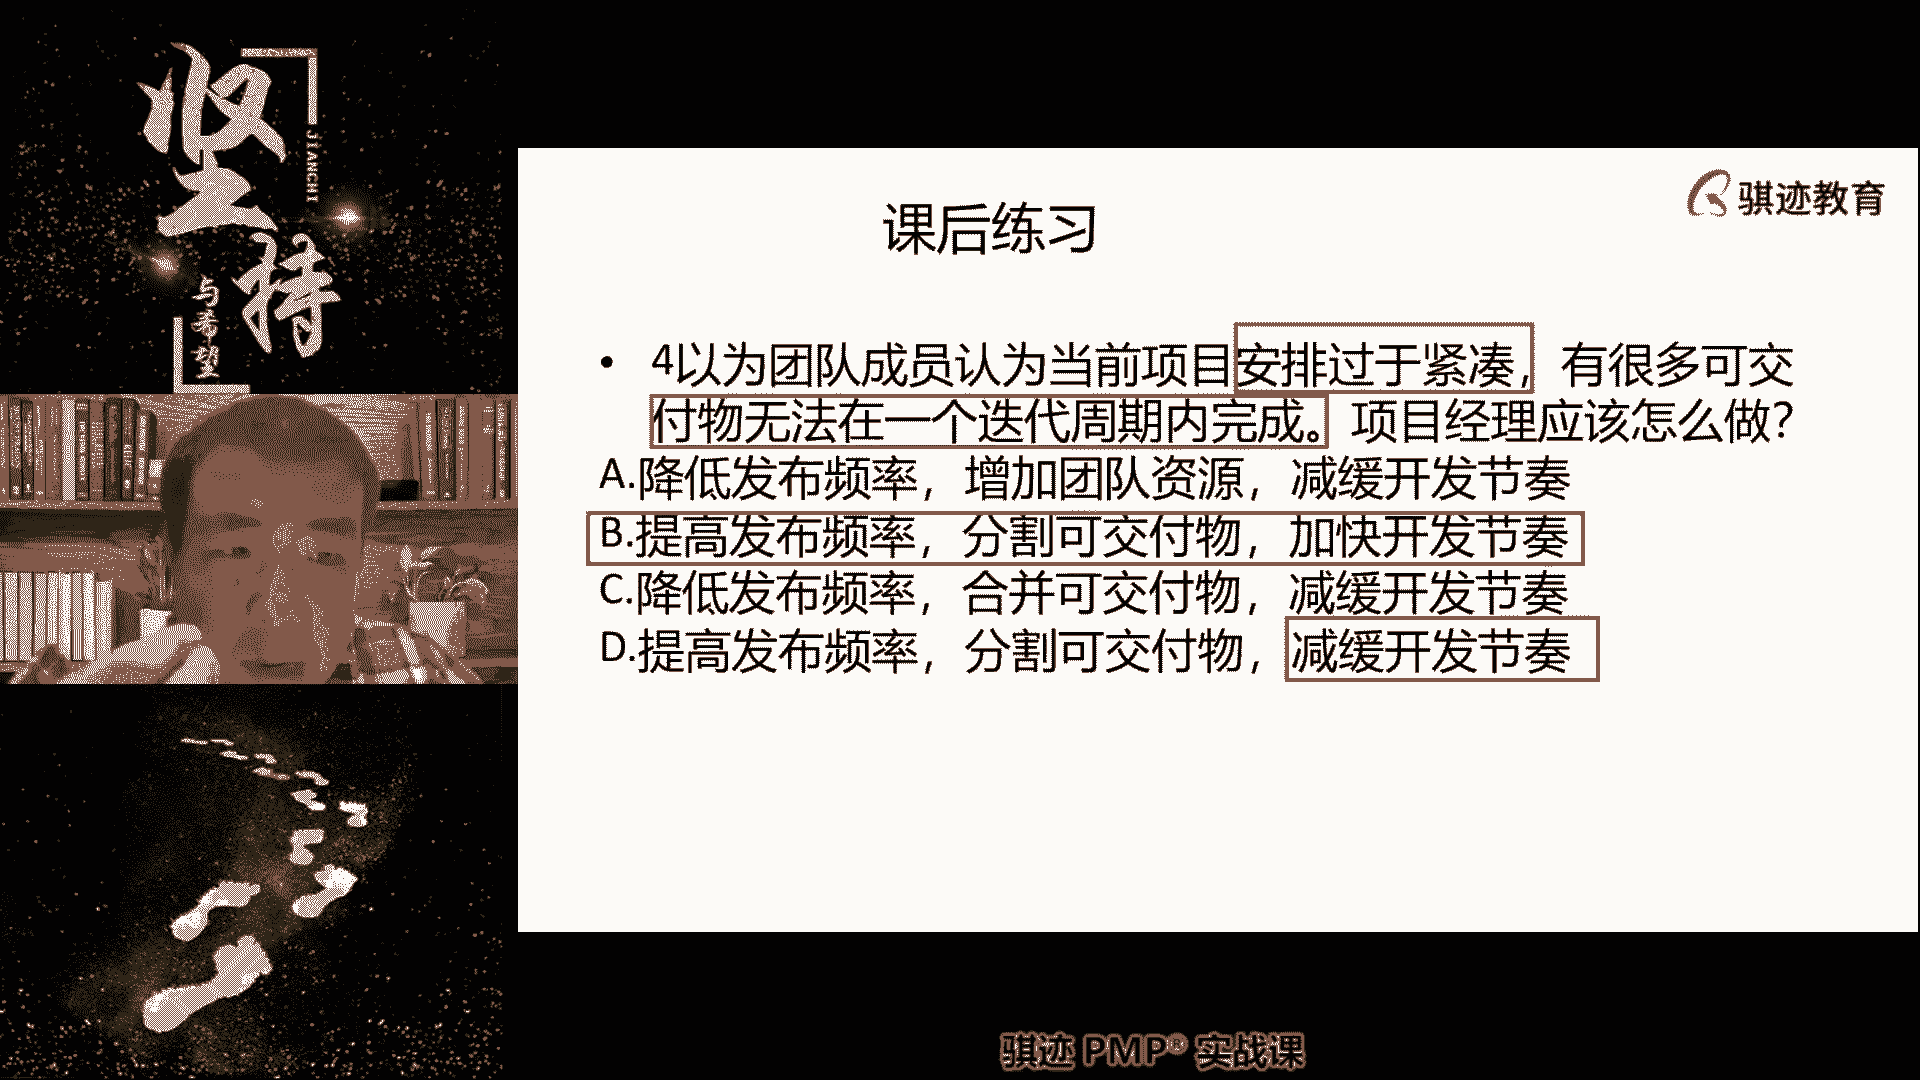 坚持
JIANCHI
与希望
骐迹教育
课后练习
• 4以为团队成员认为当前项目安排过于紧凑，有很多可交
付物无法在一个迭代周期内完成。项目经理应该怎么做？
A.降低发布频率，增加团队资源，减缓开发节奏
B.提高发布频率，分割可交付物，加快开发节奏
C.降低发布频率，合并可交付物，减缓开发节奏
D.提高发布频率，分割可交付物，减缓开发节奏
骐迹 PMP® 实战课